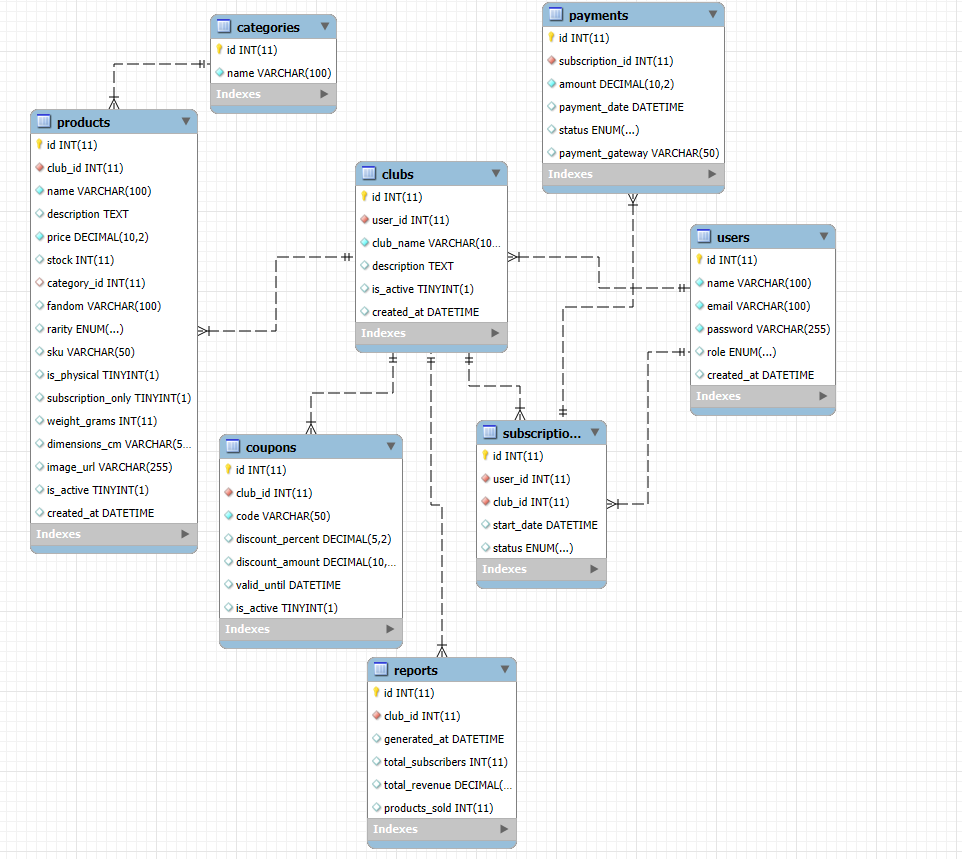 categories
id INT(11)
name VARCHAR(100)
Indexes
payments
id INT(11)
subscription_id INT(11)
amount DECIMAL(10,2)
payment_date DATETIME
status ENUM(...)
payment_gateway VARCHAR(50)
Indexes
products
id INT(11)
club_id INT(11)
name VARCHAR(100)
description TEXT
price DECIMAL(10,2)
stock INT(11)
category_id INT(11)
fandom VARCHAR(100)
rarity ENUM(...)
sku VARCHAR(50)
is_physical TINYINT(1)
subscription_only TINYINT(1)
weight_grams INT(11)
dimensions_cm VARCHAR(5...
image_url VARCHAR(255)
is_active TINYINT(1)
created_at DATETIME
Indexes
clubs
id INT(11)
user_id INT(11)
club_name VARCHAR(10...
description TEXT
is_active TINYINT(1)
created_at DATETIME
Indexes
users
id INT(11)
name VARCHAR(100)
email VARCHAR(100)
password VARCHAR(255)
role ENUM(...)
created_at DATETIME
Indexes
coupons
id INT(11)
club_id INT(11)
code VARCHAR(50)
discount_percent DECIMAL(5,2)
discount_amount DECIMAL(10,...
valid_until DATETIME
is_active TINYINT(1)
Indexes
subscriptio...
id INT(11)
user_id INT(11)
club_id INT(11)
start_date DATETIME
status ENUM(...)
Indexes
reports
id INT(11)
club_id INT(11)
generated_at DATETIME
total_subscribers INT(11)
total_revenue DECIMAL(...
products_sold INT(11)
Indexes